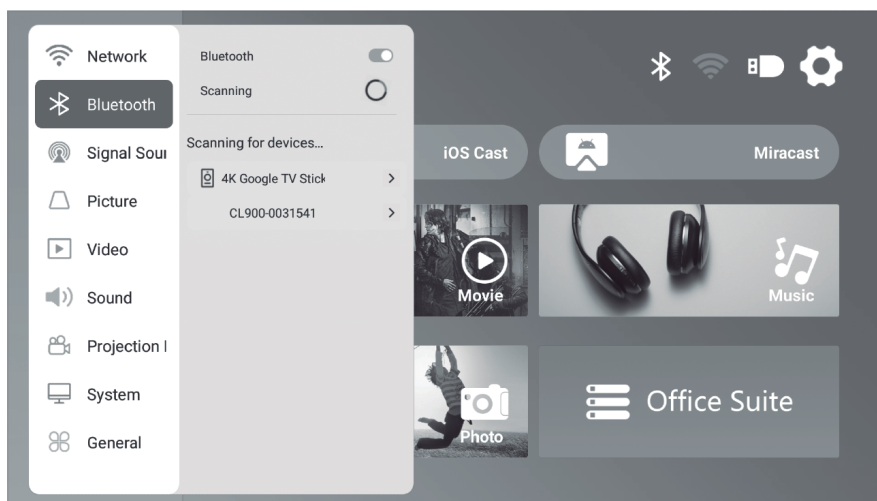 Network
Bluetooth
Signal Sour
Picture
Video
Sound
Projection
System
General
Bluetooth
Scanning
Scanning for devices...
4K Google TV Stick
CL900-0031541
iOS Cast
Miracast
Movie
Music
Photo
Office Suite